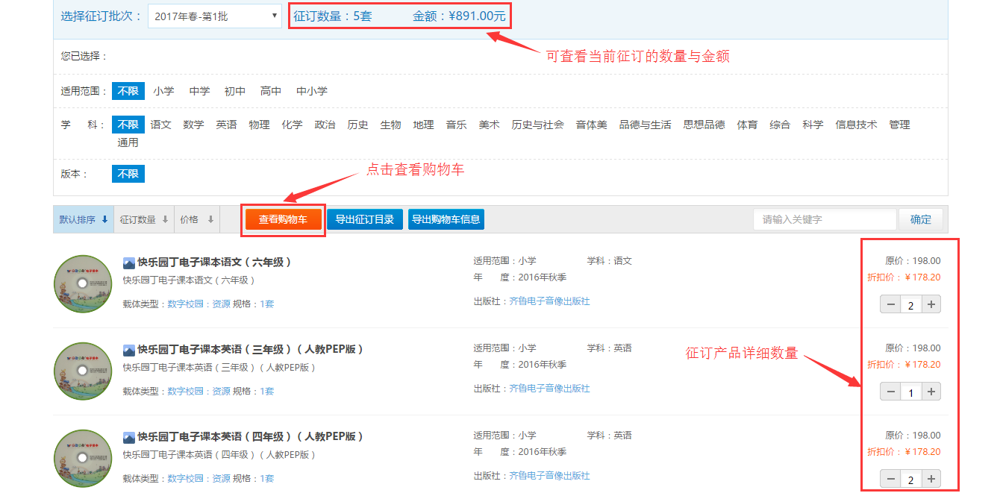 选择征订批次： 2017年春-第1批 征订数量：5套 金额：¥891.00元
可查看当前征订的数量与金额
您已选择：
适用范围： 不限 小学 中学 初中 高中 中小学
学 科： 不限 语文 数学 英语 物理 化学 政治 历史 生物 地理 音乐 美术 历史与社会 音体美 品德与生活 思想品德 体育 综合 科学 信息技术 管理
通用
版本： 不限
点击查看购物车
默认排序 征订数量 价格 查看购物车 导出征订目录 导出购物车信息 请输入关键字 确定
快乐园丁电子课本语文（六年级） 适用范围：小学 学科：语文 原价：198.00
快乐园丁电子课本语文（六年级） 年 度：2016年秋季 折扣价：￥178.20
载体类型：数字校园：资源 规格：1套 出版社：齐鲁电子音像出版社 － 2 ＋
快乐园丁电子课本英语（三年级）（人教PEP版） 适用范围：小学 学科：英语 原价：198.00
征订产品详细数量
快乐园丁电子课本英语（三年级）（人教PEP版） 年 度：2016年秋季 折扣价：￥178.20
载体类型：数字校园：资源 规格：1套 出版社：齐鲁电子音像出版社 － 1 ＋
快乐园丁电子课本英语（四年级）（人教PEP版） 适用范围：小学 学科：英语 原价：198.00
快乐园丁电子课本英语（四年级）（人教PEP版） 年 度：2016年秋季 折扣价：￥178.20
载体类型：数字校园：资源 规格：1套 出版社：齐鲁电子音像出版社 － 2 ＋